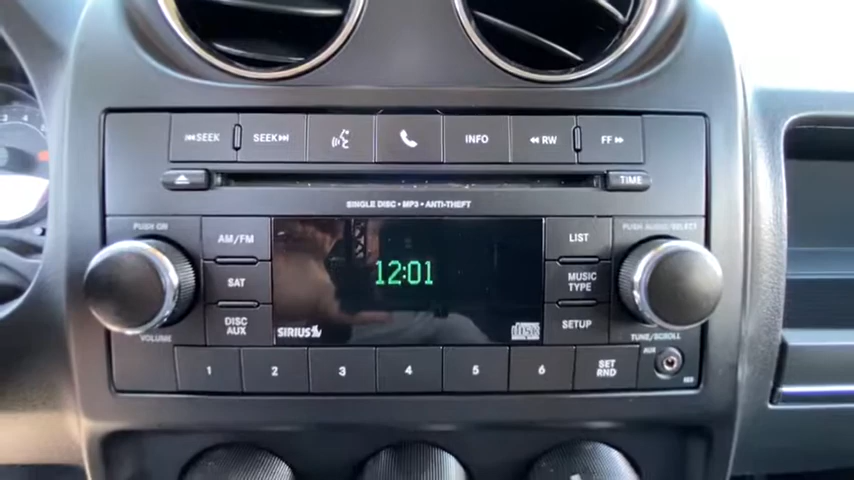 ⏮SEEK SEEK⏭ INFO ◀◀RW FF▶▶
TIME
SINGLE DISC • MP3 • ANTI-THEFT
PUSH ON PUSH AUDIO/SELECT
AM/FM LIST
SAT 12:01 MUSIC
TYPE
DISC
AUX SIRIUS disc SETUP
VOLUME TUNE/SCROLL
1 2 3 4 5 6 SET
RND AUX